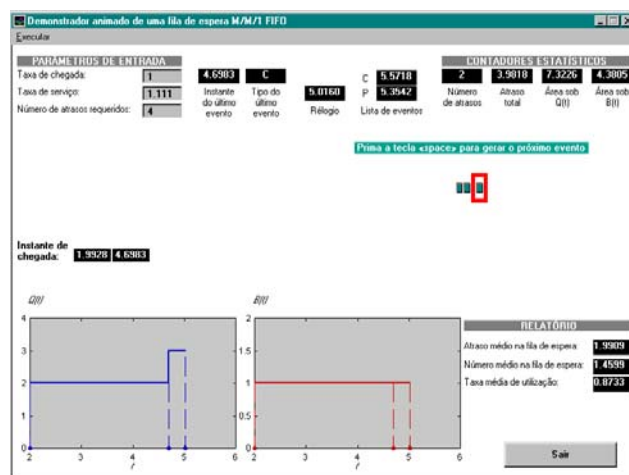 Demonstrador animado de uma fila de espera M/M/1 FIFO
Executar
PARÂMETROS DE ENTRADA
Taxa de chegada: 1
Taxa de serviço: 1.111
Número de atrasos requeridos: 4
4.6983 C
Instante do último evento
Tipo do último evento
5.0160
Rélogio
C 5.5718
P 5.3542
Lista de eventos
CONTADORES ESTATÍSTICOS
2 3.9818 7.3226 4.3805
Número de atrasos
Atraso total
Área sob Q(t)
Área sob B(t)
Prima a tecla <space> para gerar o próximo evento
Instante de chegada: 1.9928 4.6983
Q(t)
4
3
2
1
0
2 3 4 5 6
t
B(t)
2
1.5
1
0.5
0
2 3 4 5 6
t
RELATÓRIO
Atraso médio na fila de espera: 1.9909
Número médio na fila de espera: 1.4599
Taxa média de utilização: 0.8733
Sair